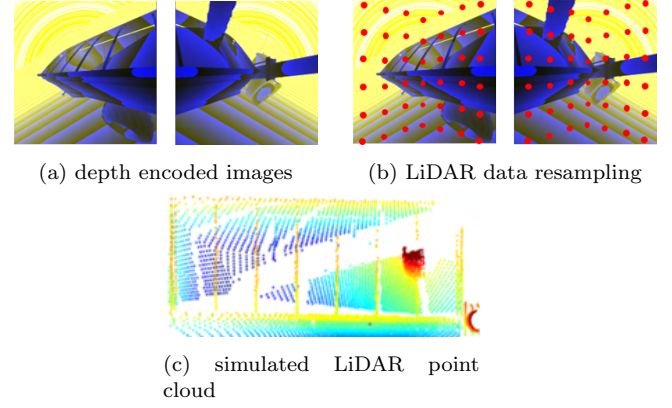 (a) depth encoded images
(b) LiDAR data resampling
(c) simulated LiDAR point
cloud